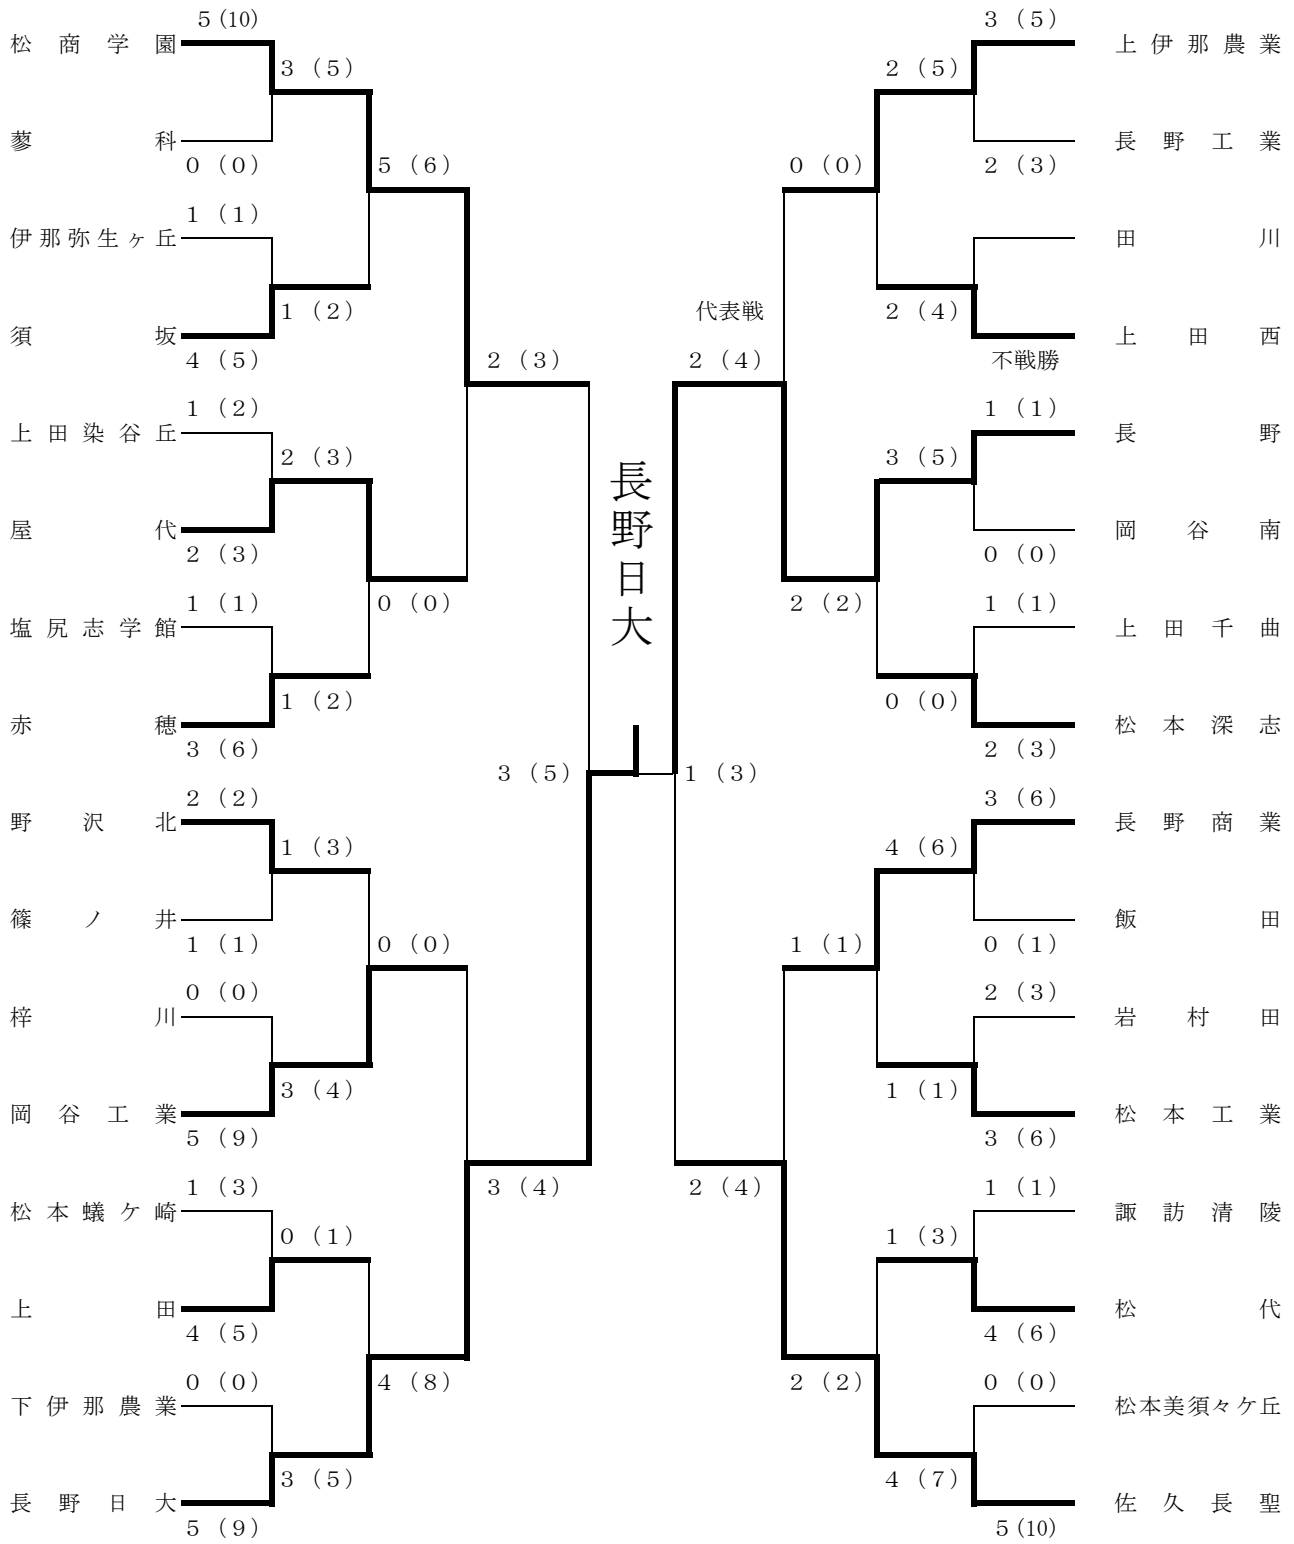 5 (10)
松商学園
3 (5)
蓼科
0 (0)
5 (6)
1 (1)
伊那弥生ヶ丘
1 (2)
須坂
4 (5)
2 (3)
1 (2)
上田染谷丘
2 (3)
屋代
2 (3)
0 (0)
1 (1)
塩尻志学館
1 (2)
赤穂
3 (6)
3 (5)
2 (2)
野沢北
1 (3)
篠ノ井
1 (1)
0 (0)
0 (0)
梓川
3 (4)
岡谷工業
5 (9)
3 (4)
1 (3)
松本蟻ケ崎
0 (1)
上田
4 (5)
4 (8)
0 (0)
下伊那農業
3 (5)
長野日大
5 (9)
長野日大
3 (5)
上伊那農業
2 (5)
長野工業
2 (3)
0 (0)
田川
2 (4)
上田西
不戦勝
代表戦
2 (4)
1 (1)
長野
3 (5)
岡谷南
0 (0)
2 (2)
1 (1)
上田千曲
0 (0)
松本深志
2 (3)
1 (3)
3 (6)
長野商業
4 (6)
飯田
0 (1)
1 (1)
2 (3)
岩村田
1 (1)
松本工業
3 (6)
2 (4)
1 (1)
諏訪清陵
1 (3)
松代
4 (6)
2 (2)
0 (0)
松本美須々ケ丘
4 (7)
佐久長聖
5 (10)